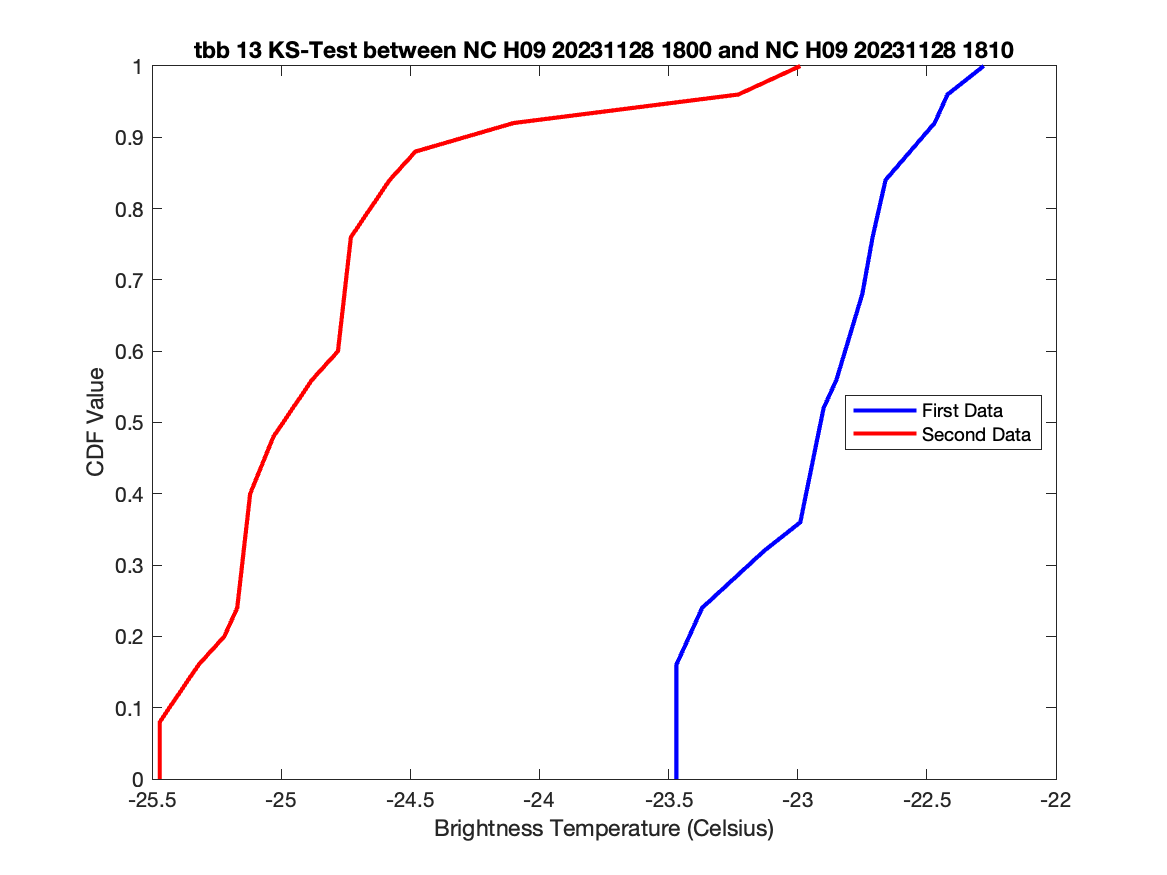 tbb 13 KS-Test between NC H09 20231128 1800 and NC H09 20231128 1810
1
0.9
0.8
0.7
0.6
0.5
0.4
0.3
0.2
0.1
0
CDF Value
First Data
Second Data
-25.5 -25 -24.5 -24 -23.5 -23 -22.5 -22
Brightness Temperature (Celsius)